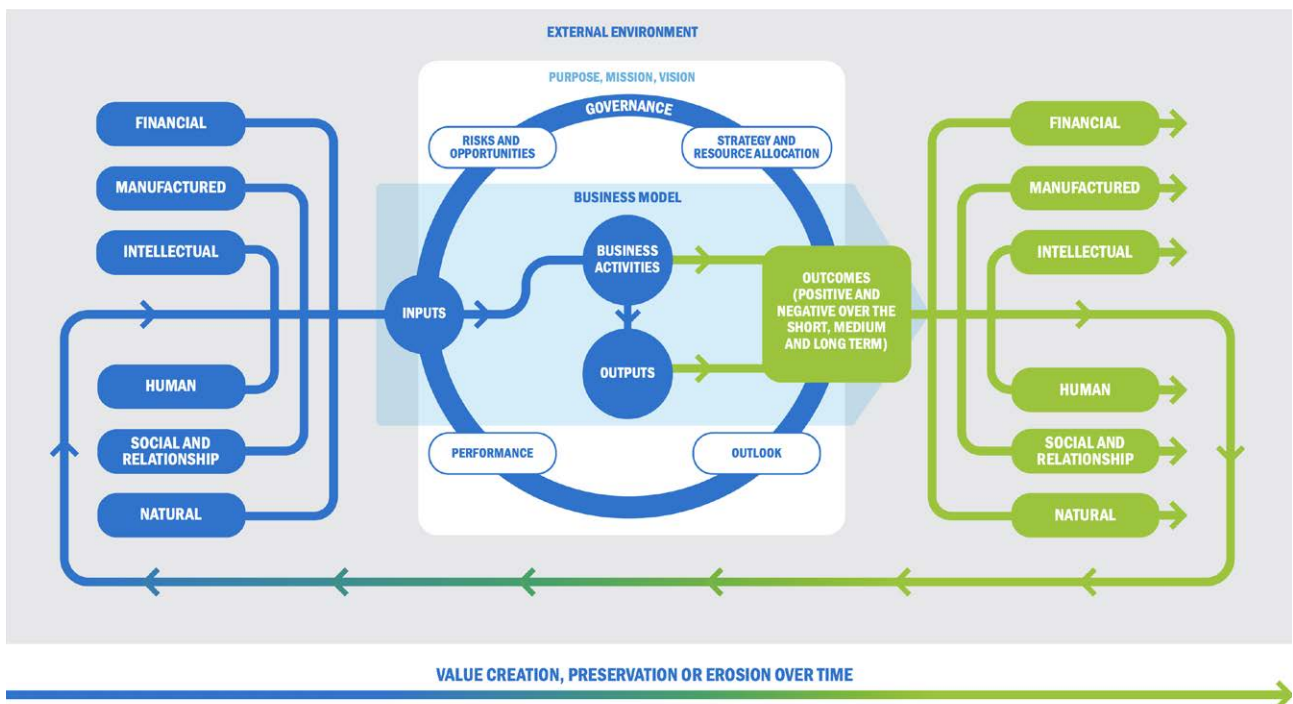 EXTERNAL ENVIRONMENT
PURPOSE, MISSION, VISION
GOVERNANCE
FINANCIAL
MANUFACTURED
INTELLECTUAL
HUMAN
SOCIAL AND
RELATIONSHIP
NATURAL
RISKS AND
OPPORTUNITIES
STRATEGY AND
RESOURCE ALLOCATION
BUSINESS MODEL
INPUTS
BUSINESS
ACTIVITIES
OUTPUTS
OUTCOMES
(POSITIVE AND
NEGATIVE OVER THE
SHORT, MEDIUM
AND LONG TERM)
PERFORMANCE
OUTLOOK
FINANCIAL
MANUFACTURED
INTELLECTUAL
HUMAN
SOCIAL AND
RELATIONSHIP
NATURAL
VALUE CREATION, PRESERVATION OR EROSION OVER TIME